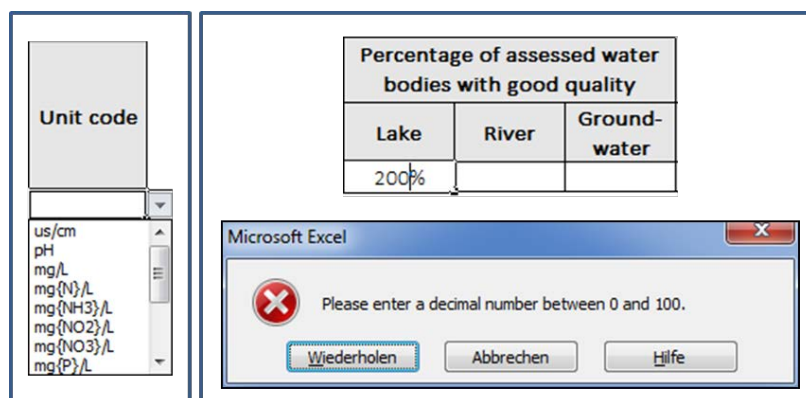 Unit code
us/cm
pH
mg/L
mg{N}/L
mg{NH3}/L
mg{NO2}/L
mg{NO3}/L
mg{P}/L
Percentage of assessed water
bodies with good quality
Lake
River
Ground-
water
200%
Microsoft Excel
Please enter a decimal number between 0 and 100.
Wiederholen
Abbrechen
Hilfe